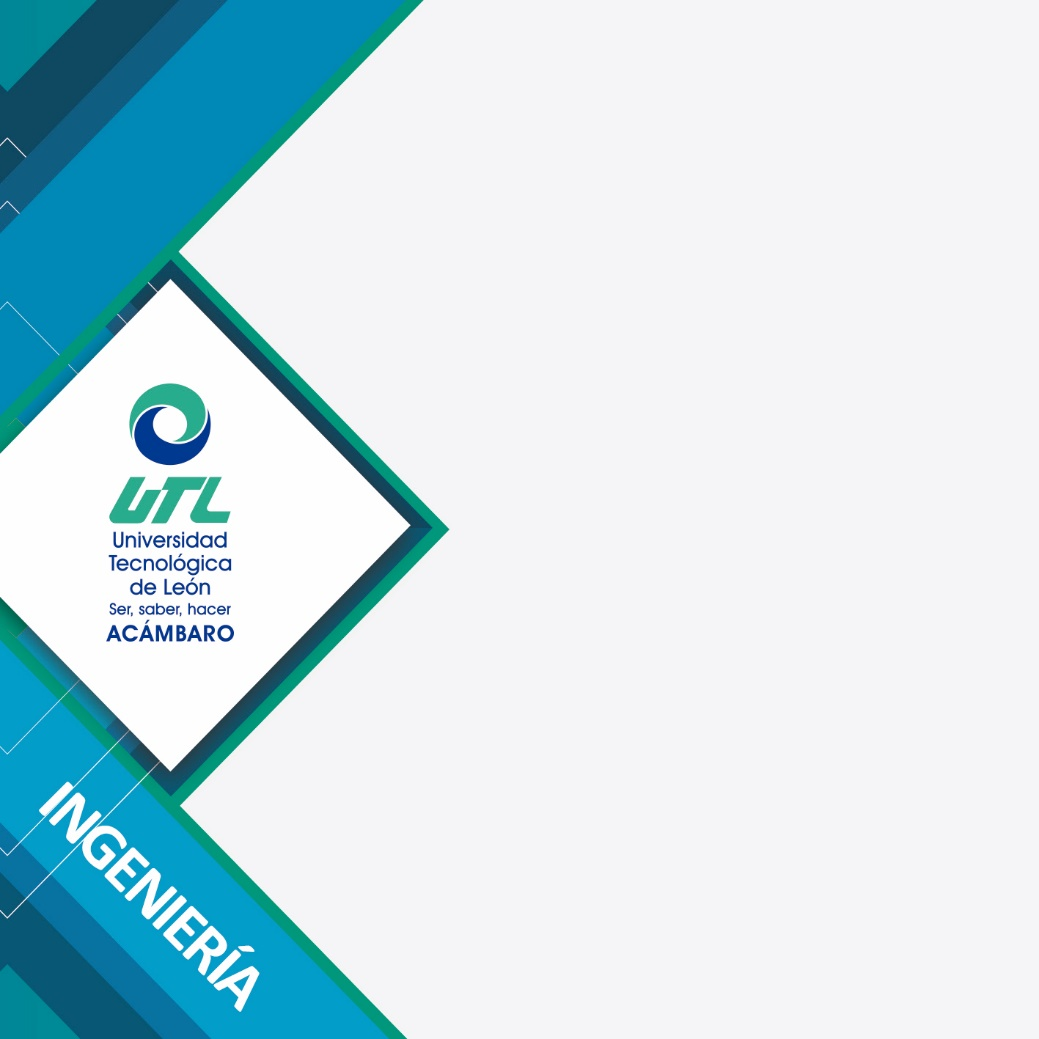 UTL
Universidad
Tecnológica
de León
Ser, saber, hacer
ACÁMBARO
INGENIERÍA